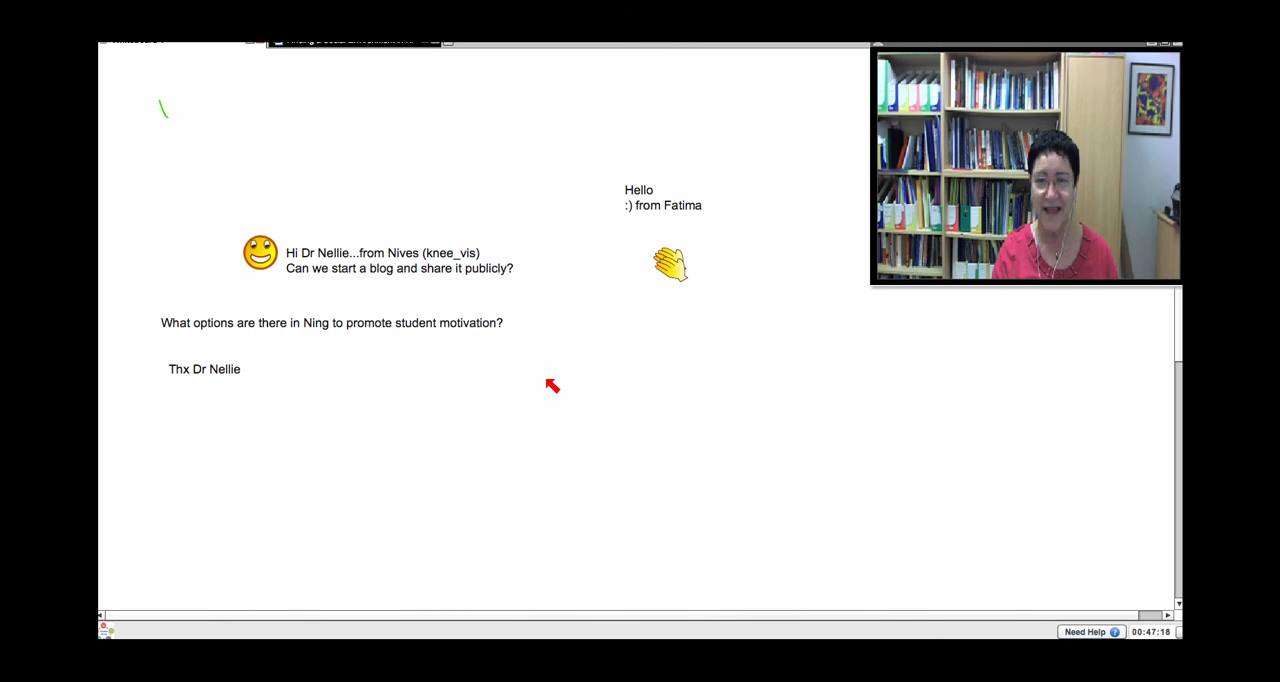 Hello
:) from Fatima
Hi Dr Nellie...from Nives (knee_vis)
Can we start a blog and share it publicly?
What options are there in Ning to promote student motivation?
Thx Dr Nellie
Need Help ? 00:47:18